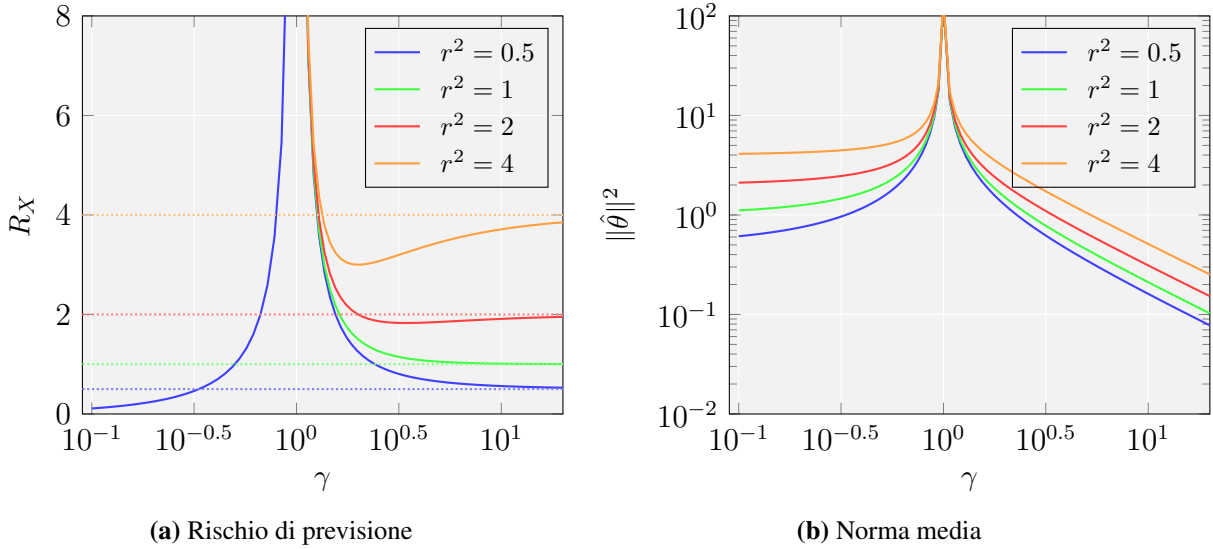 8
6
4
2
0
R_X
10^{-1}
10^{-0.5}
10^0
10^{0.5}
10^1
γ
r^2 = 0.5
r^2 = 1
r^2 = 2
r^2 = 4
(a) Rischio di previsione
10^2
10^1
10^0
10^{-1}
10^{-2}
||θ̂||^2
10^{-1}
10^{-0.5}
10^0
10^{0.5}
10^1
γ
r^2 = 0.5
r^2 = 1
r^2 = 2
r^2 = 4
(b) Norma media